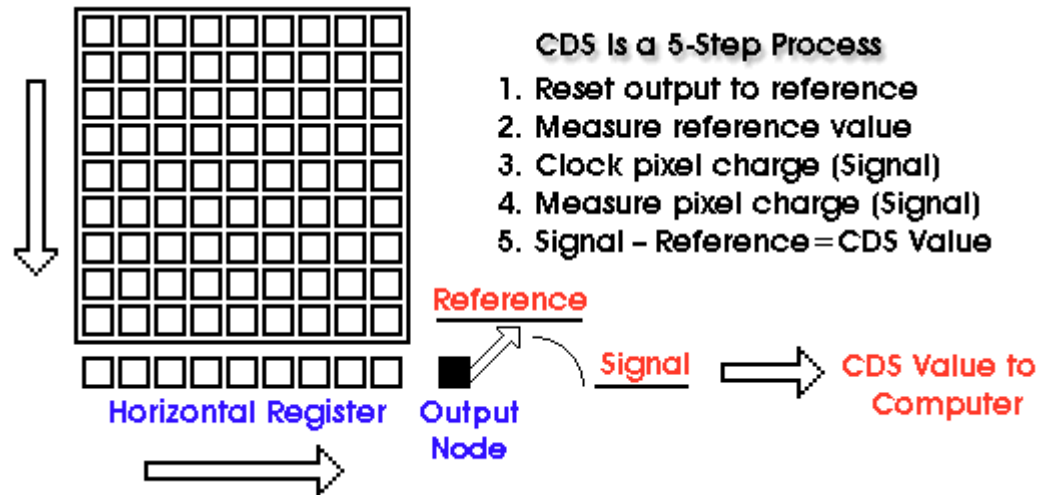 CDS Is a 5-Step Process
1. Reset output to reference
2. Measure reference value
3. Clock pixel charge (Signal)
4. Measure pixel charge (Signal)
5. Signal – Reference = CDS Value
Reference
Signal
CDS Value to
Computer
Horizontal Register
Output
Node